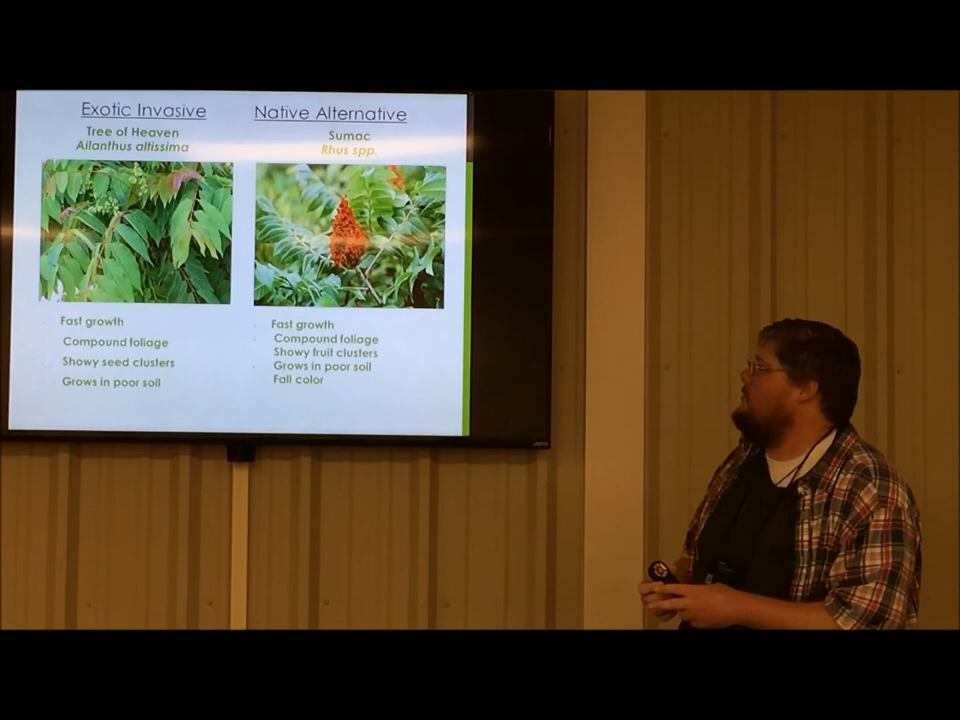 Exotic Invasive
Tree of Heaven
Ailanthus altissima
Fast growth
Compound foliage
Showy seed clusters
Grows in poor soil
Native Alternative
Sumac
Rhus spp.
Fast growth
Compound foliage
Showy fruit clusters
Grows in poor soil
Fall color
VIZIO